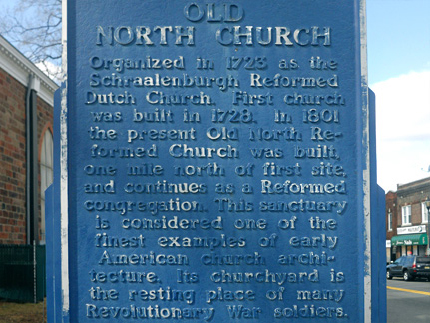 OLD
NORTH CHURCH
Organized in 1723 as the
Schraalenburgh Reformed
Dutch Church. First church
was built in 1728. In 1801
the present Old North Re-
formed Church was built,
one mile north of first site,
and continues as a Reformed
congregation. This sanctuary
is considered one of the
finest examples of early
American church archi-
tecture. Its churchyard is
the resting place of many
Revolutionary War soldiers.